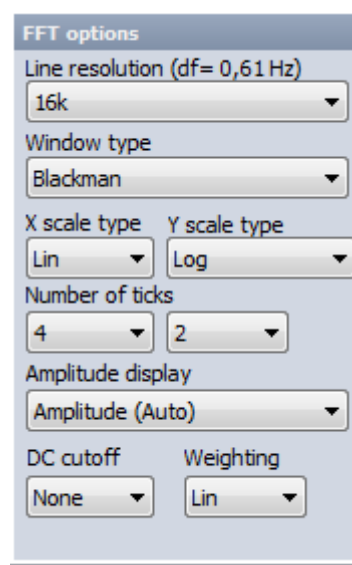 FFT options
Line resolution (df= 0,61 Hz)
16k
Window type
Blackman
X scale type Y scale type
Lin Log
Number of ticks
4 2
Amplitude display
Amplitude (Auto)
DC cutoff Weighting
None Lin